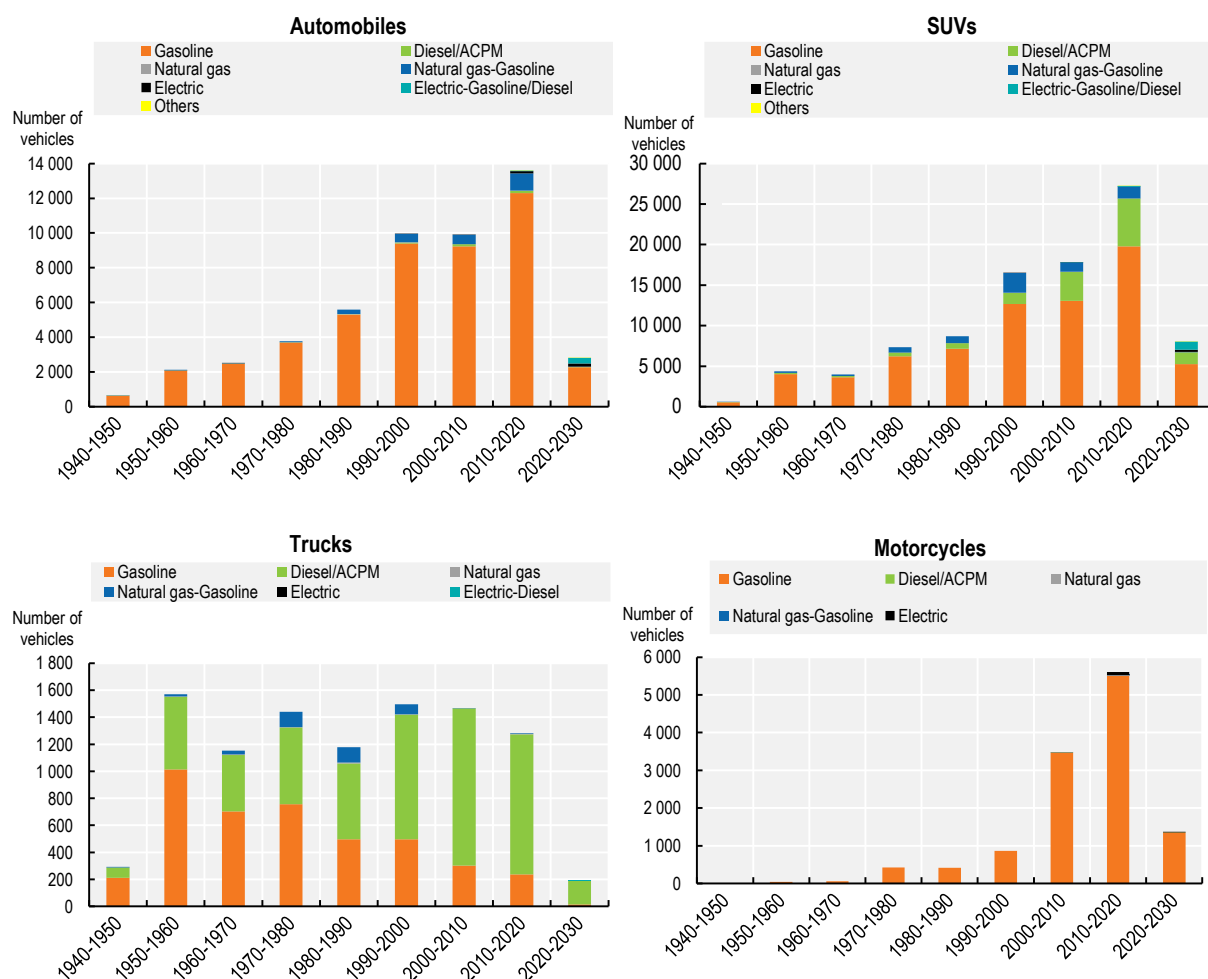 Automobiles
Gasoline Diesel/ACPM
Natural gas Natural gas-Gasoline
Electric Electric-Gasoline/Diesel
Others
Number of
vehicles
14 000
12 000
10 000
8 000
6 000
4 000
2 000
0
1940-1950 1950-1960 1960-1970 1970-1980 1980-1990 1990-2000 2000-2010 2010-2020 2020-2030
SUVs
Gasoline Diesel/ACPM
Natural gas Natural gas-Gasoline
Electric Electric-Gasoline/Diesel
Others
Number of
vehicles
30 000
25 000
20 000
15 000
10 000
5 000
0
1940-1950 1950-1960 1960-1970 1970-1980 1980-1990 1990-2000 2000-2010 2010-2020 2020-2030
Trucks
Gasoline Diesel/ACPM Natural gas
Natural gas-Gasoline Electric Electric-Diesel
Number of
vehicles
1 800
1 600
1 400
1 200
1 000
800
600
400
200
0
1940-1950 1950-1960 1960-1970 1970-1980 1980-1990 1990-2000 2000-2010 2010-2020 2020-2030
Motorcycles
Gasoline Diesel/ACPM Natural gas
Natural gas-Gasoline Electric
Number of
vehicles
6 000
5 000
4 000
3 000
2 000
1 000
0
1940-1950 1950-1960 1960-1970 1970-1980 1980-1990 1990-2000 2000-2010 2010-2020 2020-2030